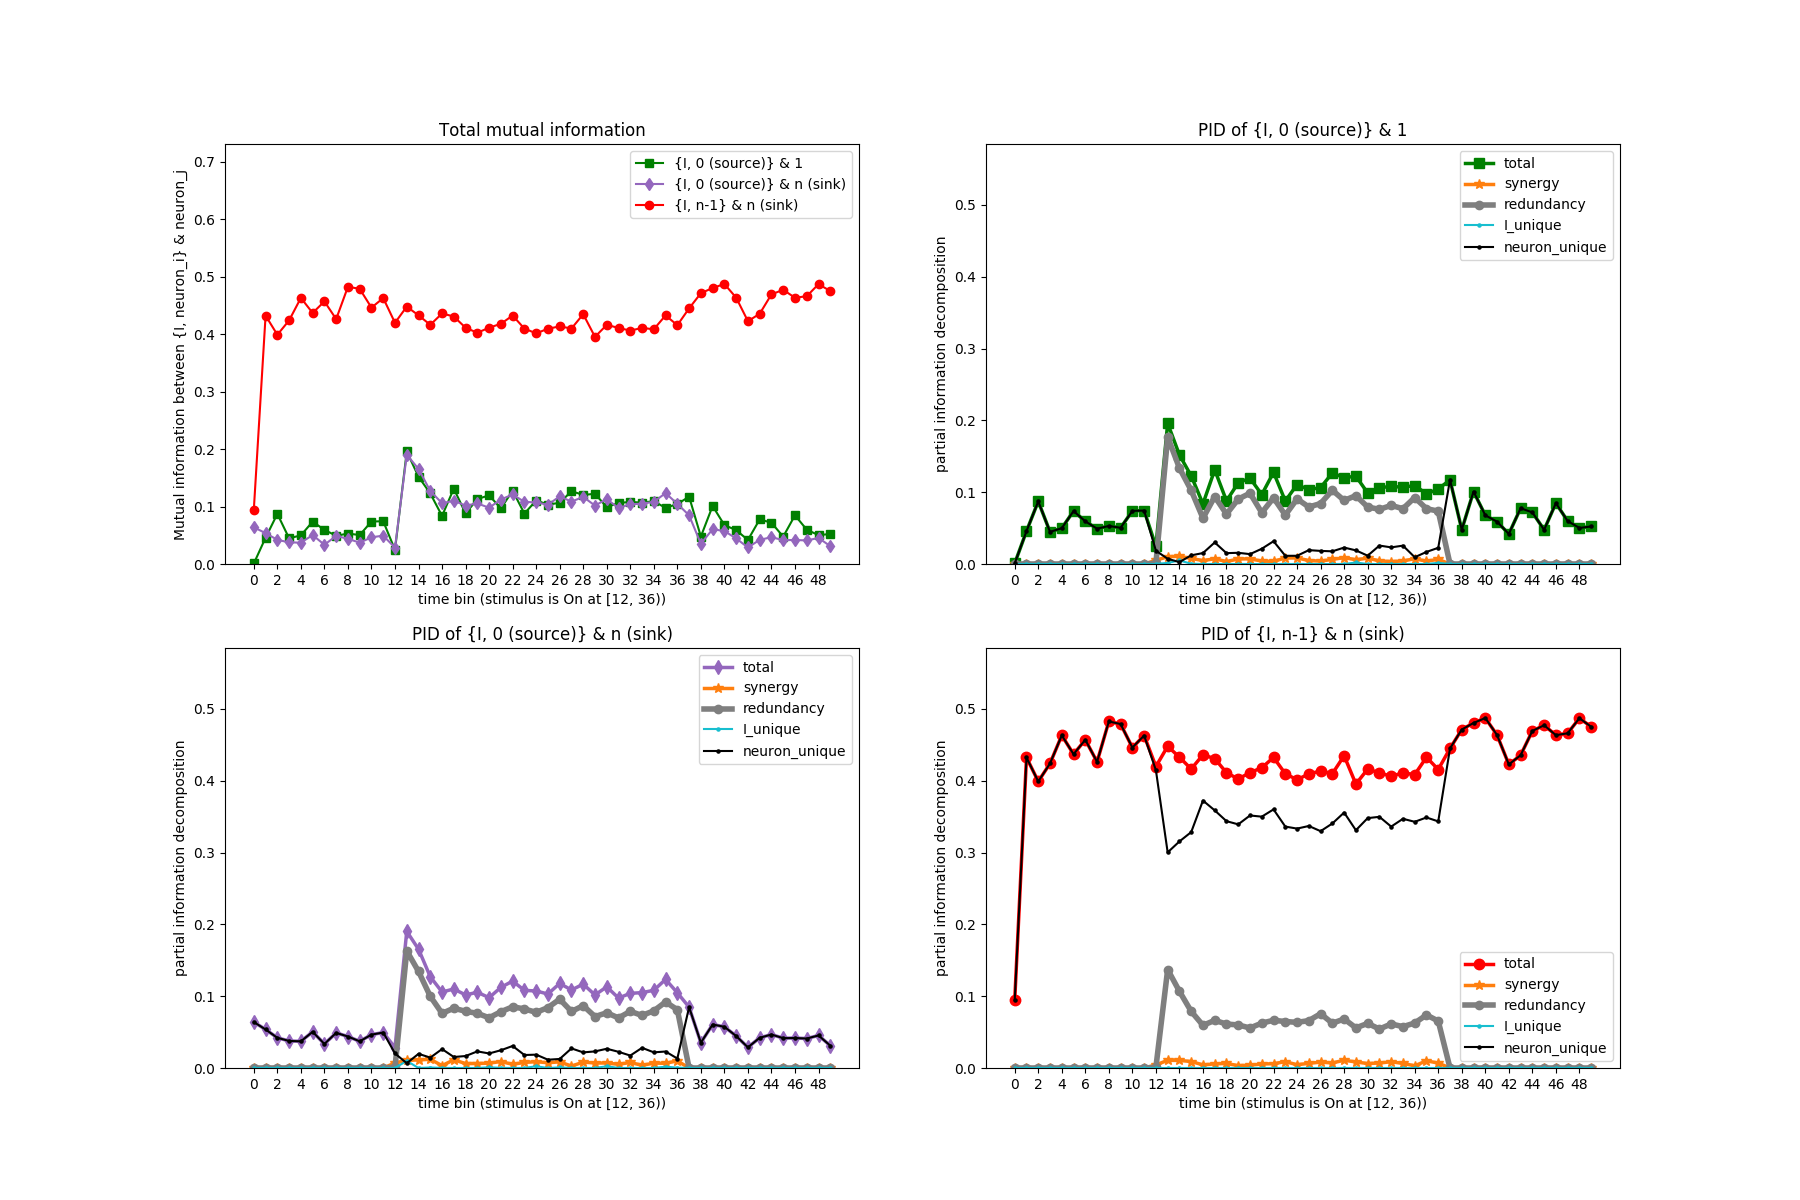 Total mutual information
Mutual information between {I, neuron_i} & neuron_j
0.7
0.6
0.5
0.4
0.3
0.2
0.1
0.0
{I, 0 (source)} & 1
{I, 0 (source)} & n (sink)
{I, n-1} & n (sink)
0 2 4 6 8 10 12 14 16 18 20 22 24 26 28 30 32 34 36 38 40 42 44 46 48
time bin (stimulus is On at [12, 36))
PID of {I, 0 (source)} & 1
partial information decomposition
0.5
0.4
0.3
0.2
0.1
0.0
total
synergy
redundancy
I_unique
neuron_unique
0 2 4 6 8 10 12 14 16 18 20 22 24 26 28 30 32 34 36 38 40 42 44 46 48
time bin (stimulus is On at [12, 36))
PID of {I, 0 (source)} & n (sink)
partial information decomposition
0.5
0.4
0.3
0.2
0.1
0.0
total
synergy
redundancy
I_unique
neuron_unique
0 2 4 6 8 10 12 14 16 18 20 22 24 26 28 30 32 34 36 38 40 42 44 46 48
time bin (stimulus is On at [12, 36))
PID of {I, n-1} & n (sink)
partial information decomposition
0.5
0.4
0.3
0.2
0.1
0.0
total
synergy
redundancy
I_unique
neuron_unique
0 2 4 6 8 10 12 14 16 18 20 22 24 26 28 30 32 34 36 38 40 42 44 46 48
time bin (stimulus is On at [12, 36))